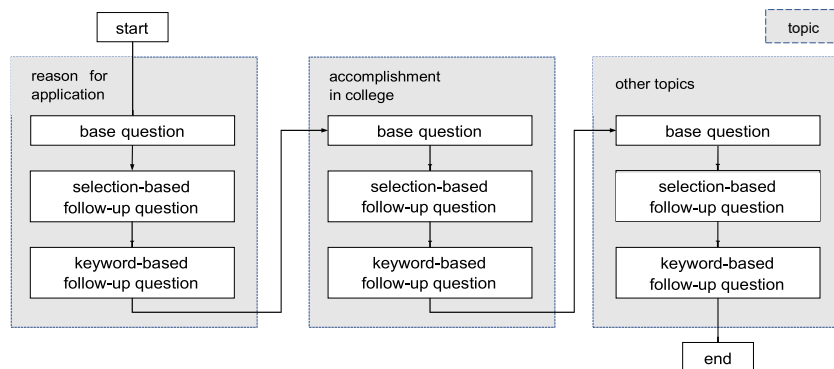 start
topic
reason for
application
base question
selection-based
follow-up question
keyword-based
follow-up question
accomplishment
in college
base question
selection-based
follow-up question
keyword-based
follow-up question
other topics
base question
selection-based
follow-up question
keyword-based
follow-up question
end